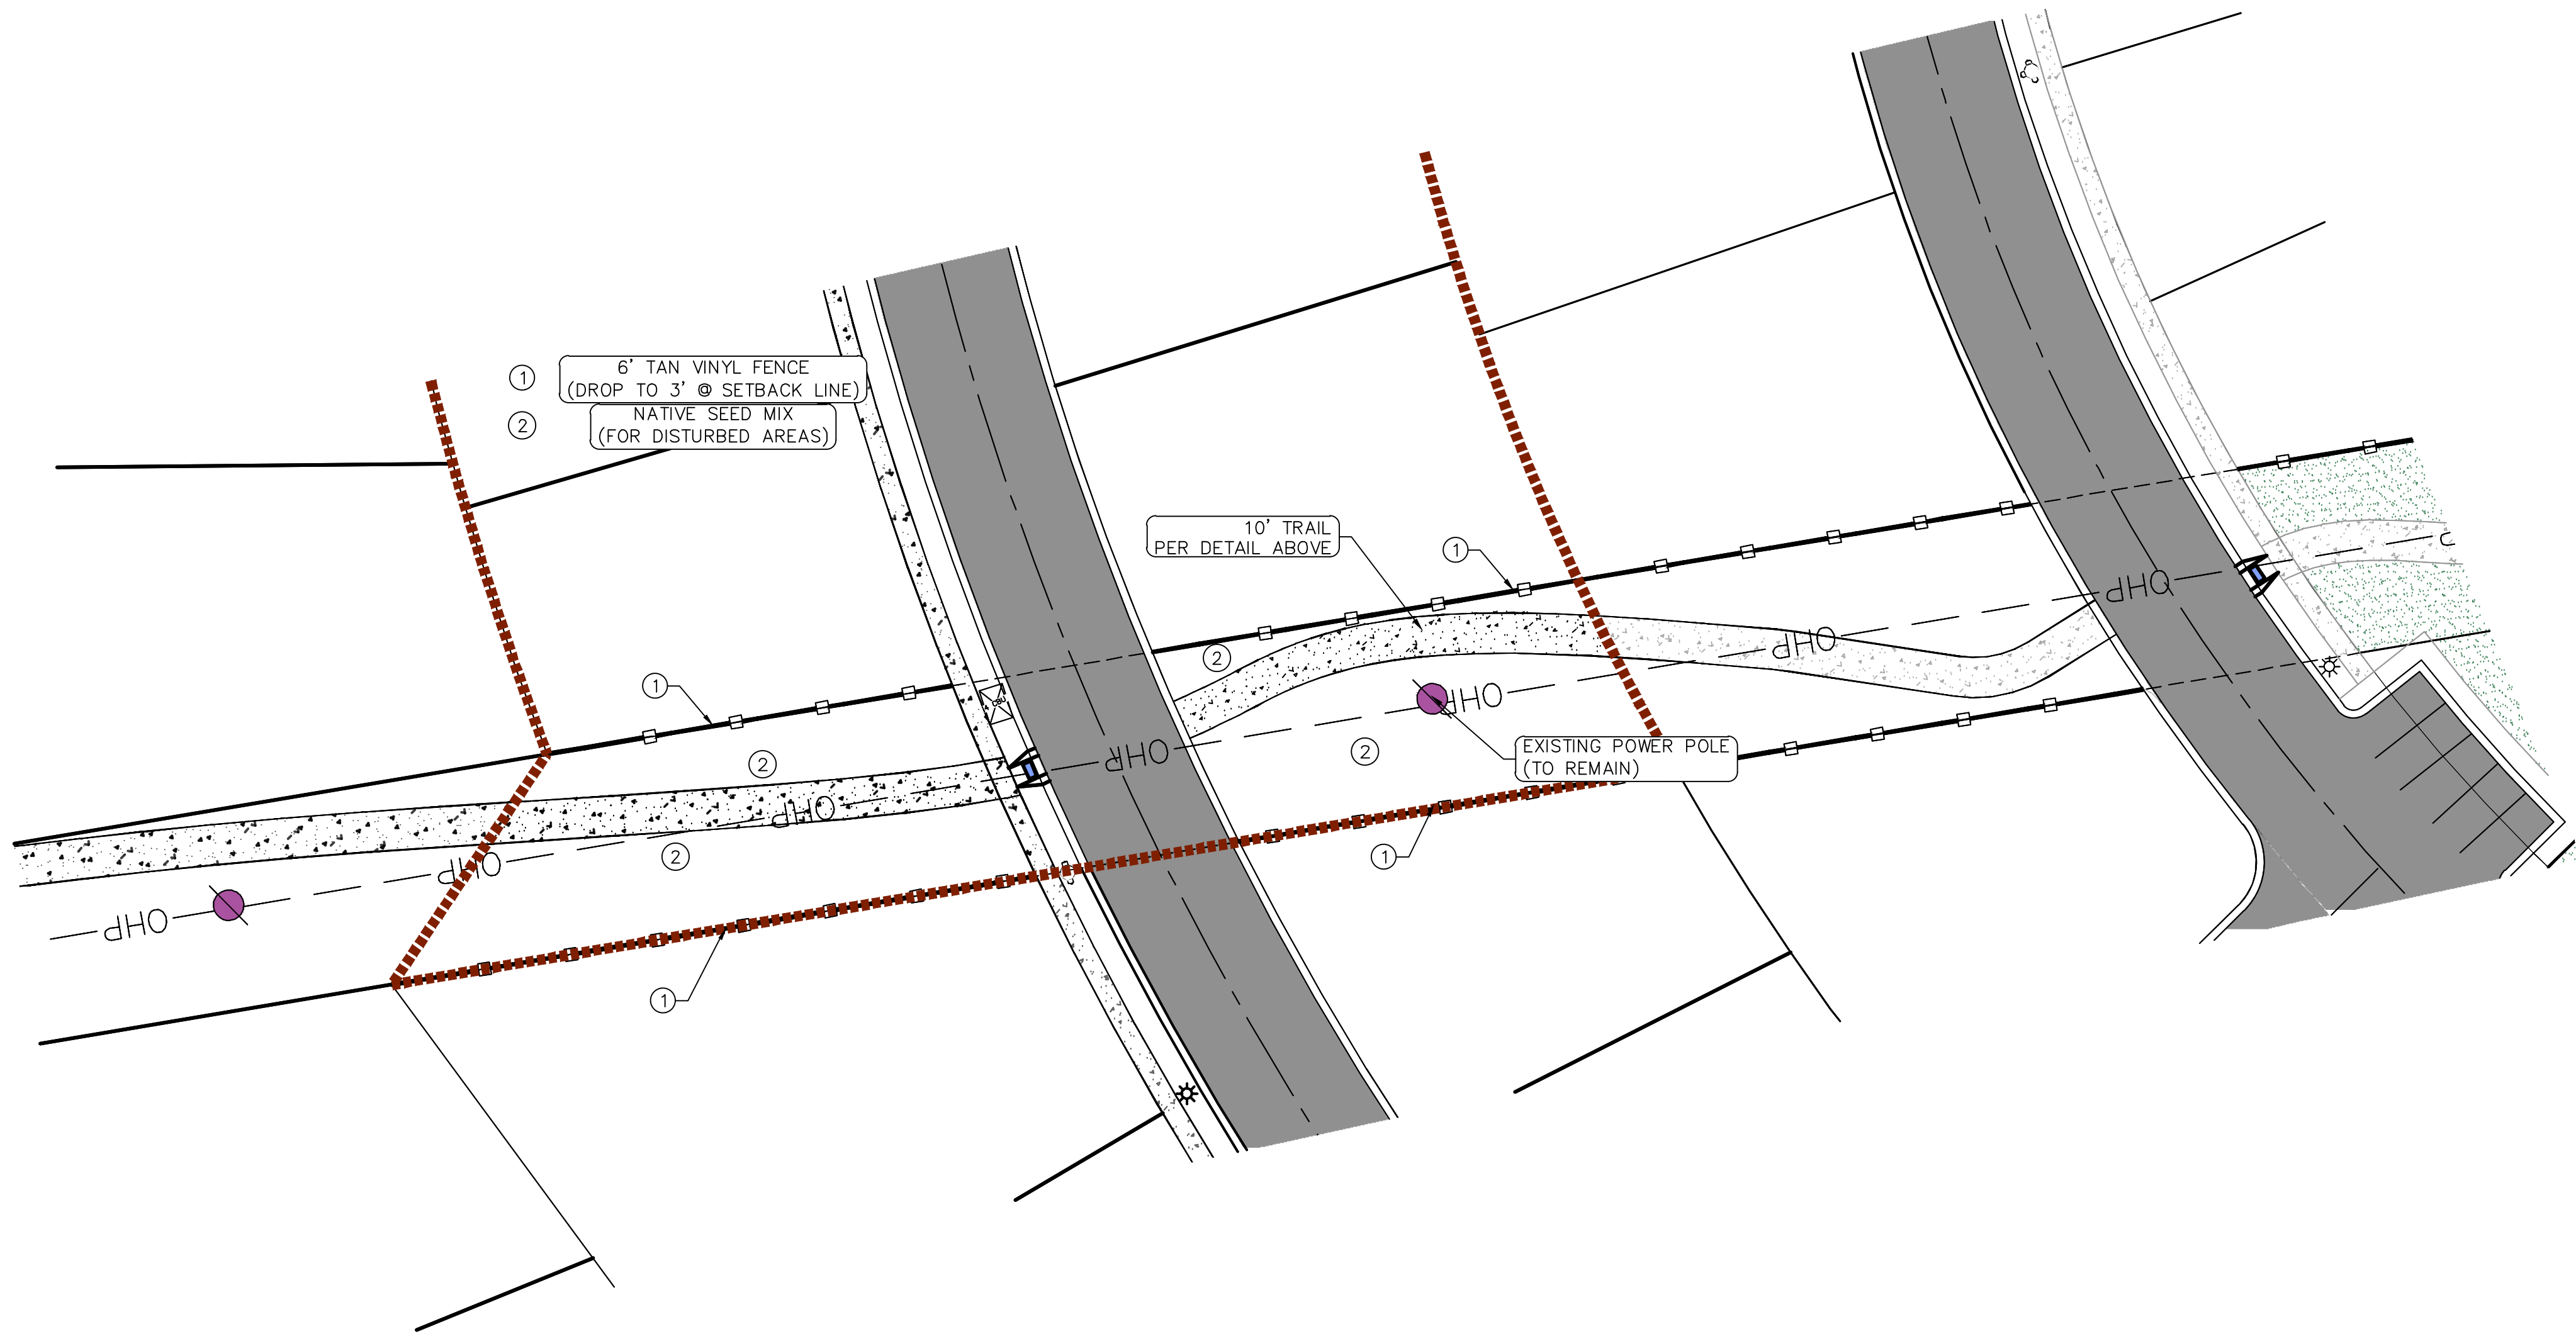 1
6' TAN VINYL FENCE
(DROP TO 3' @ SETBACK LINE)
2
NATIVE SEED MIX
(FOR DISTURBED AREAS)
10' TRAIL
PER DETAIL ABOVE
1
2
1
2
2
2
1
1
EXISTING POWER POLE
(TO REMAIN)
OHP
OHP
OHP
OHP
OHP
OHP
OHP
P